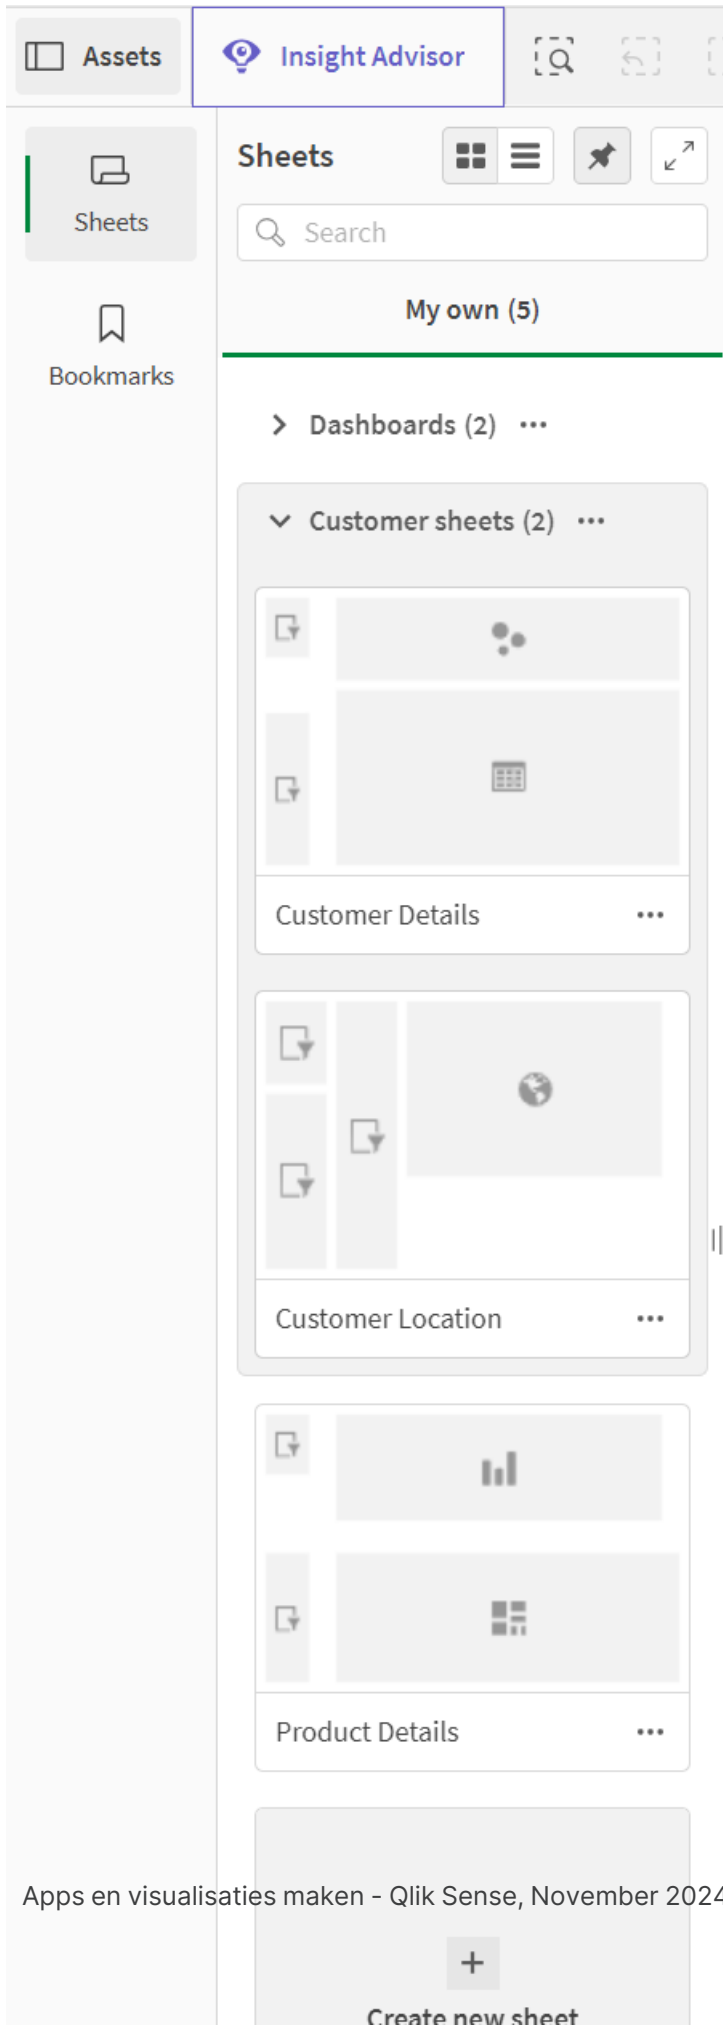 Assets
Insight Advisor
Sheets
Sheets
Search
Bookmarks
My own (5)
Dashboards (2)
Customer sheets (2)
Customer Details
Customer Location
Product Details
Apps en visualisaties maken - Qlik Sense, November 2024
Create new sheet